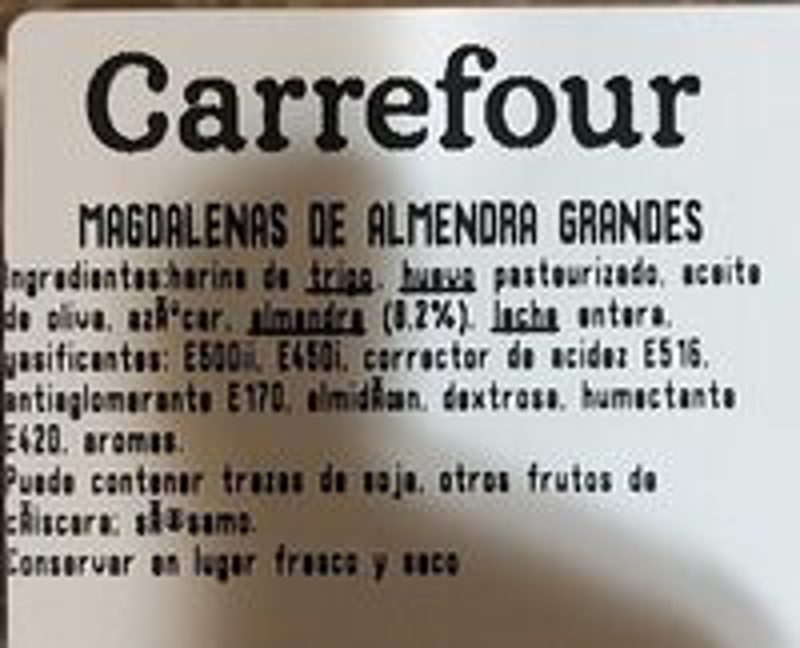 Carrefour
MAGDALENAS DE ALMENDRA GRANDES
Ingredientes:harina de trigo, huevo pasteurizado, aceite
de oliva, azÃºcar, almendra (8.2%), leche entera,
gasificantes: E500ii, E450i, corrector de acidez E516,
antiaglomerante E170, almidÃ³n, dextrosa, humectante
E420, aromas.
Puede contener trazas de soja, otros frutos de
cÃ¡scara; sÃ©samo.
Conservar en lugar fresco y seco